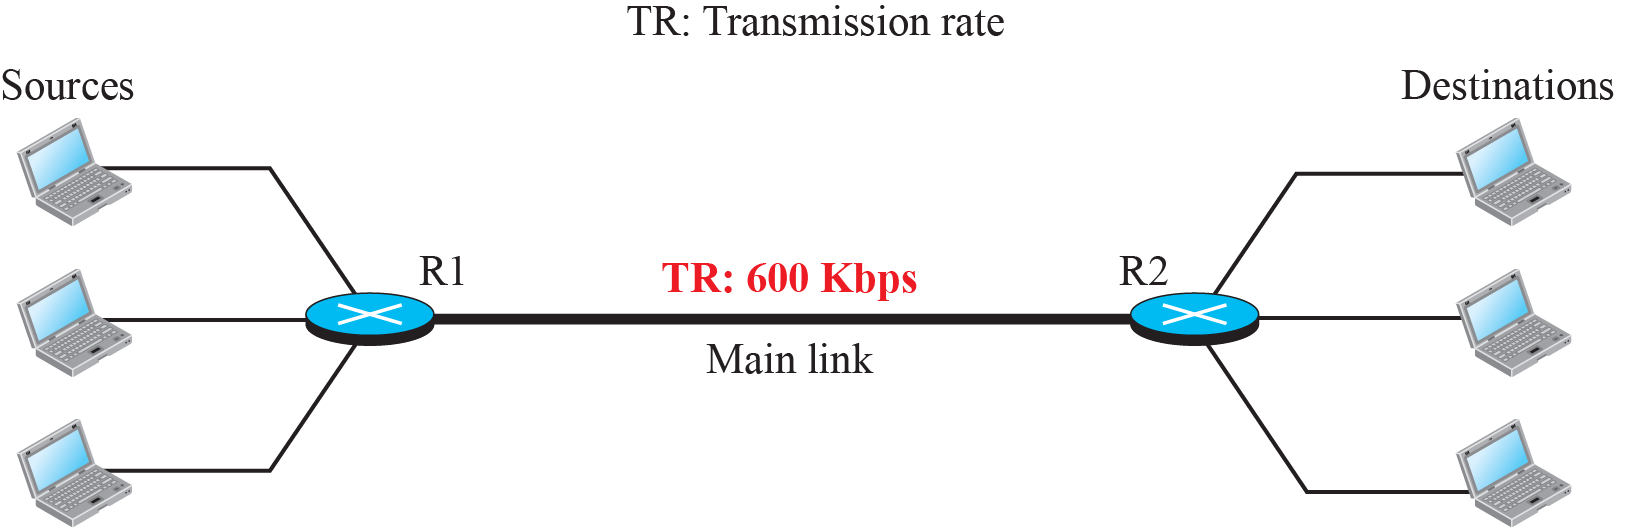 TR: Transmission rate
Sources
Destinations
R1
TR: 600 Kbps
R2
Main link